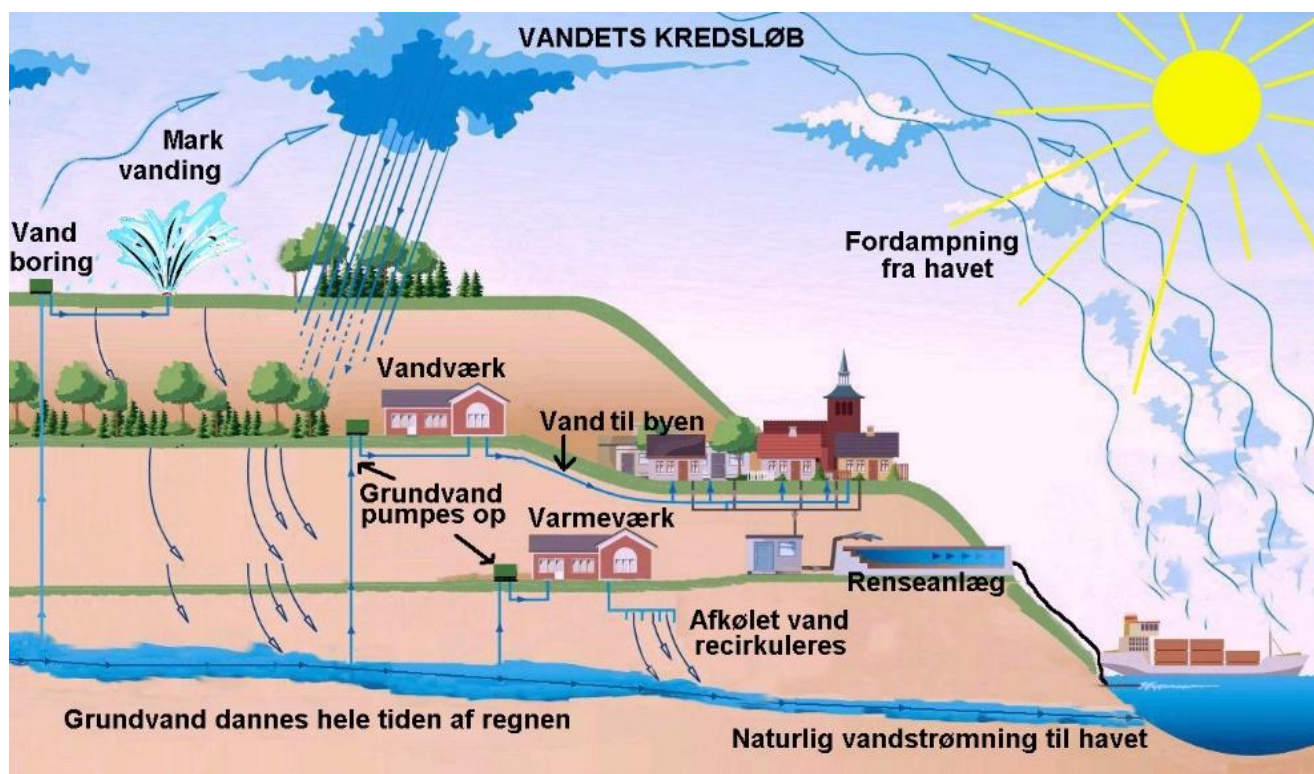 VANDETS KREDSLØB
Mark
vanding
Vand
boring
Fordampning
fra havet
Vandværk
Vand til byen
Grundvand
pumpes op
Varmeværk
Renseanlæg
Afkølet vand
recirkuleres
Grundvand dannes hele tiden af regnen
Naturlig vandstrømning til havet